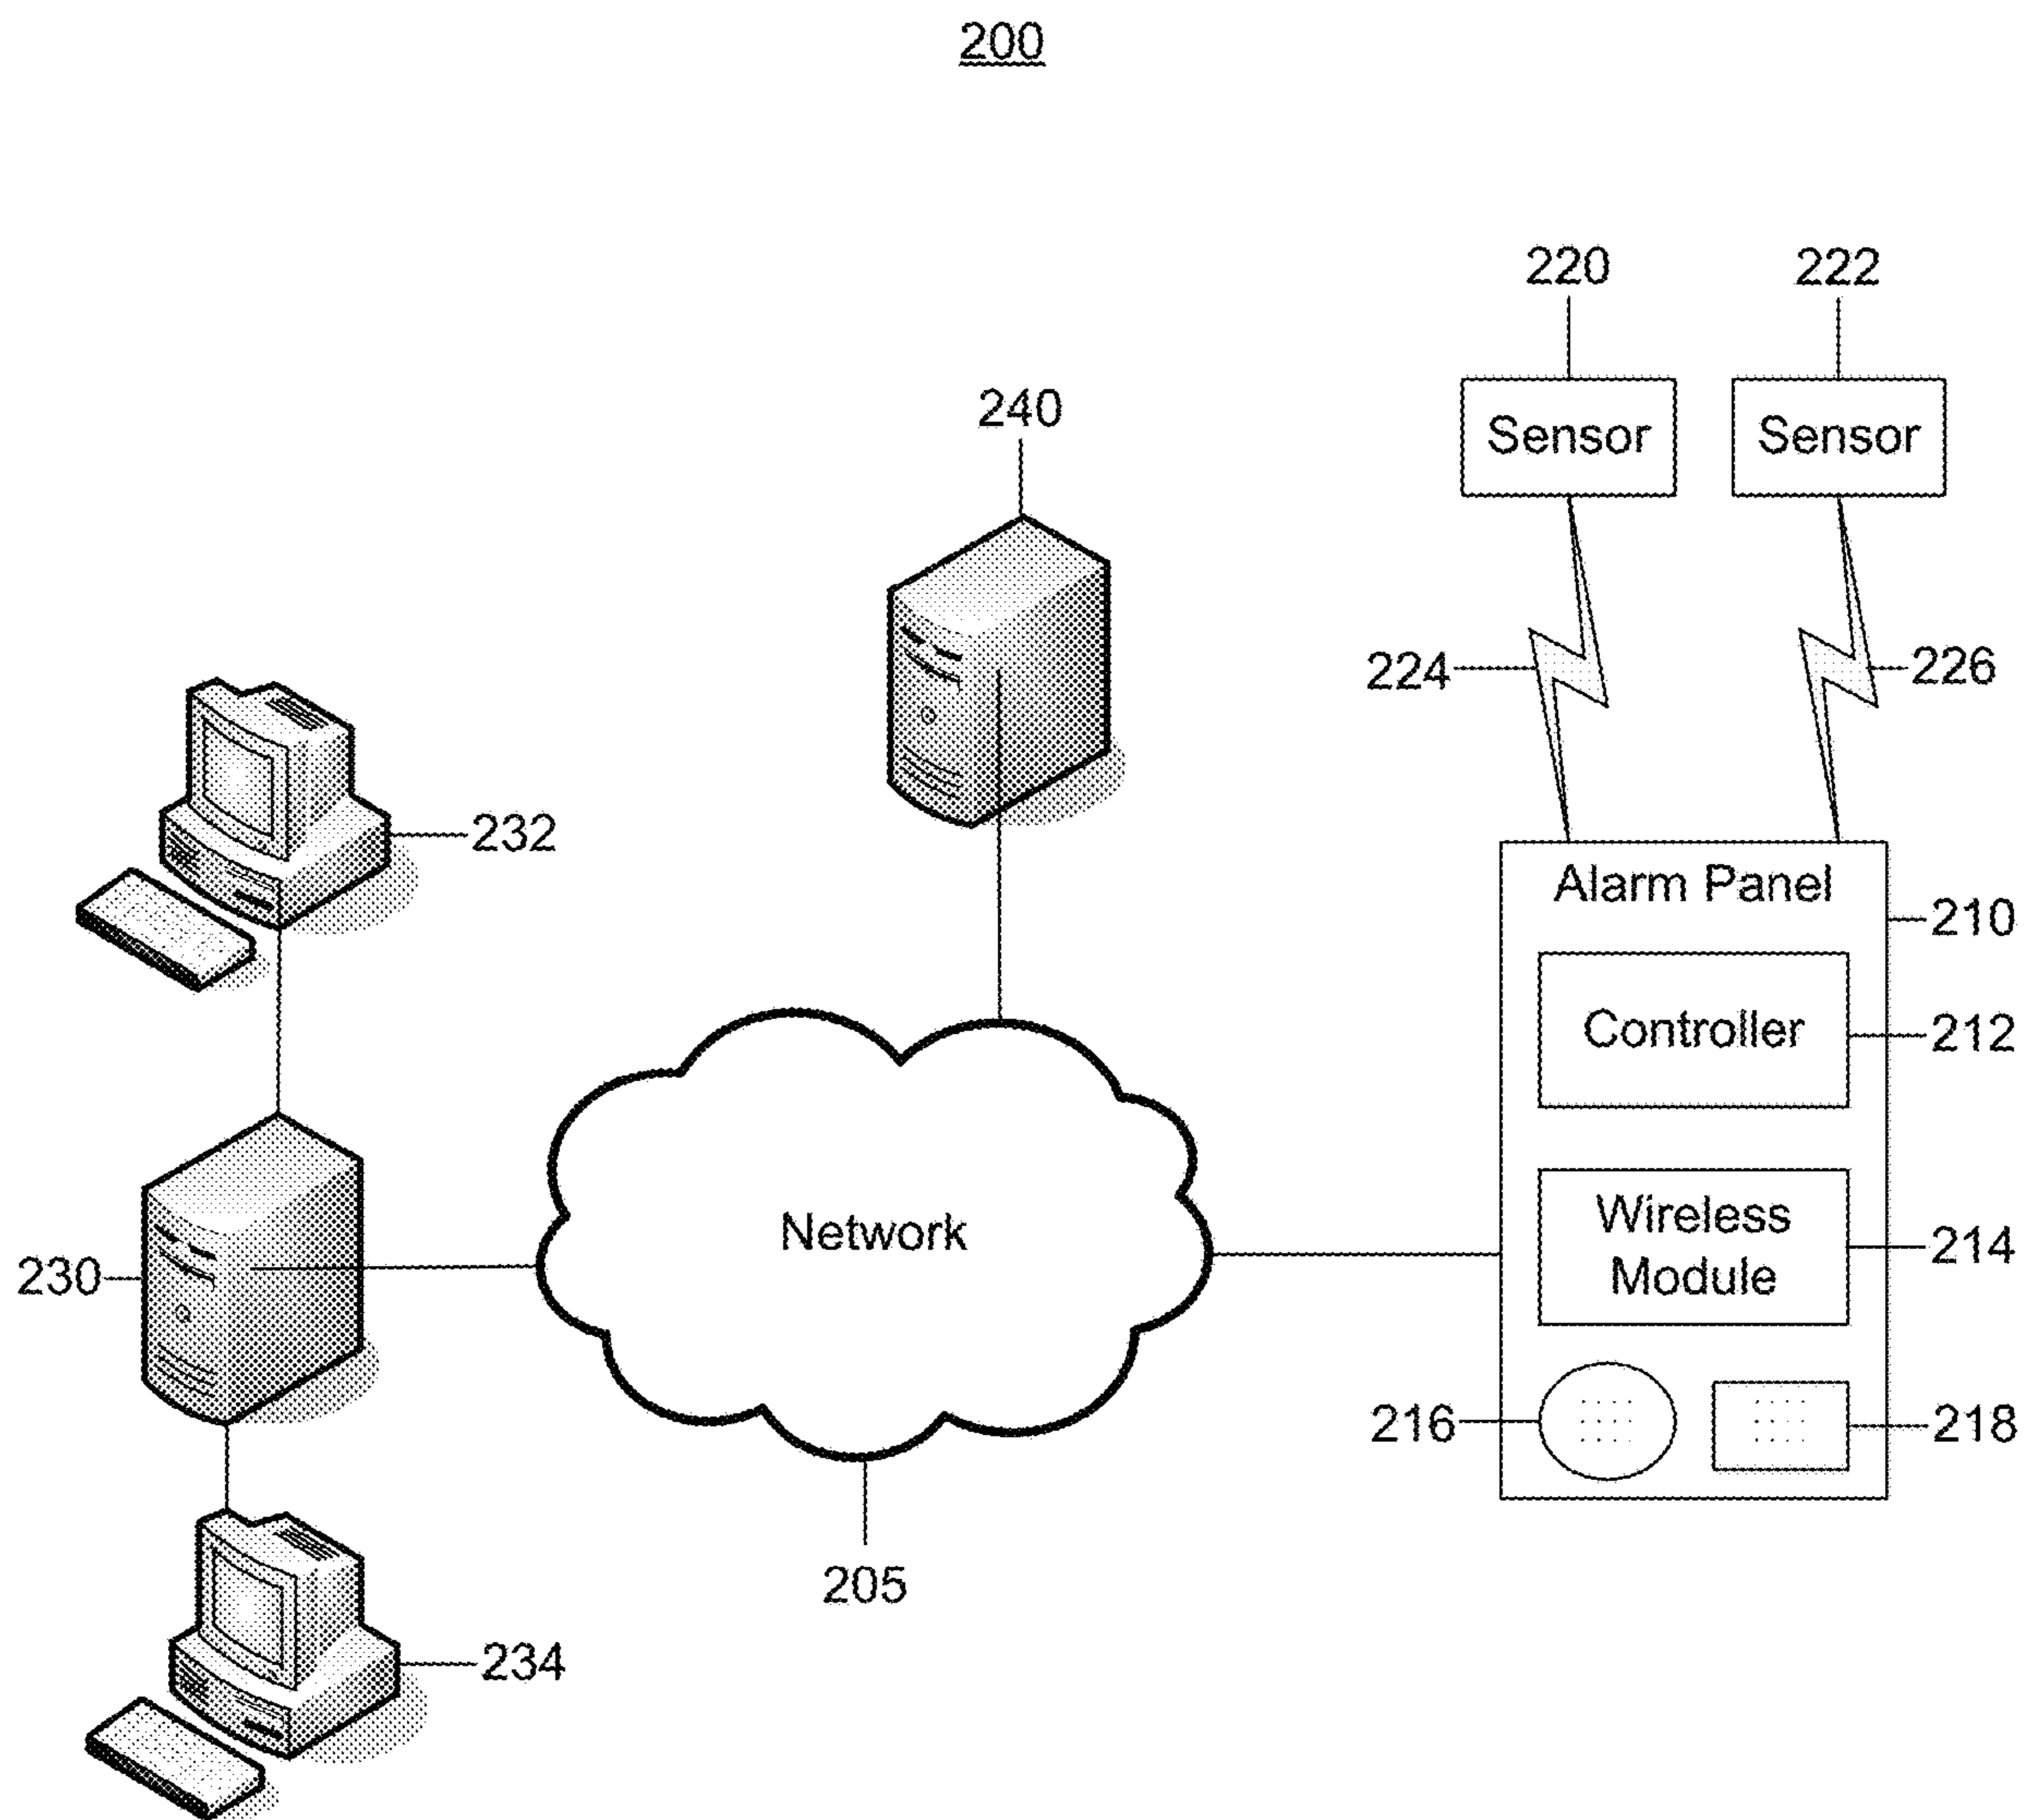 200
220
222
240
Sensor
Sensor
224
226
232
Alarm Panel
210
Controller
212
Network
Wireless
Module
214
230
216
218
205
234